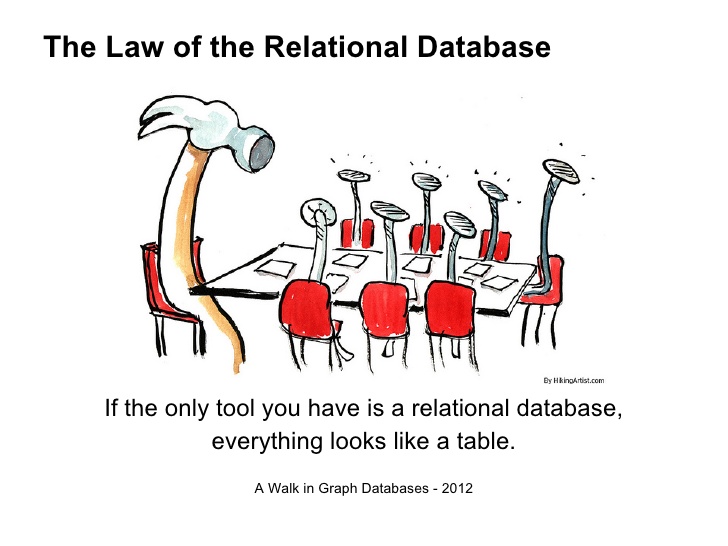 The Law of the Relational Database
By HikingArtist.com
If the only tool you have is a relational database,
everything looks like a table.
A Walk in Graph Databases - 2012